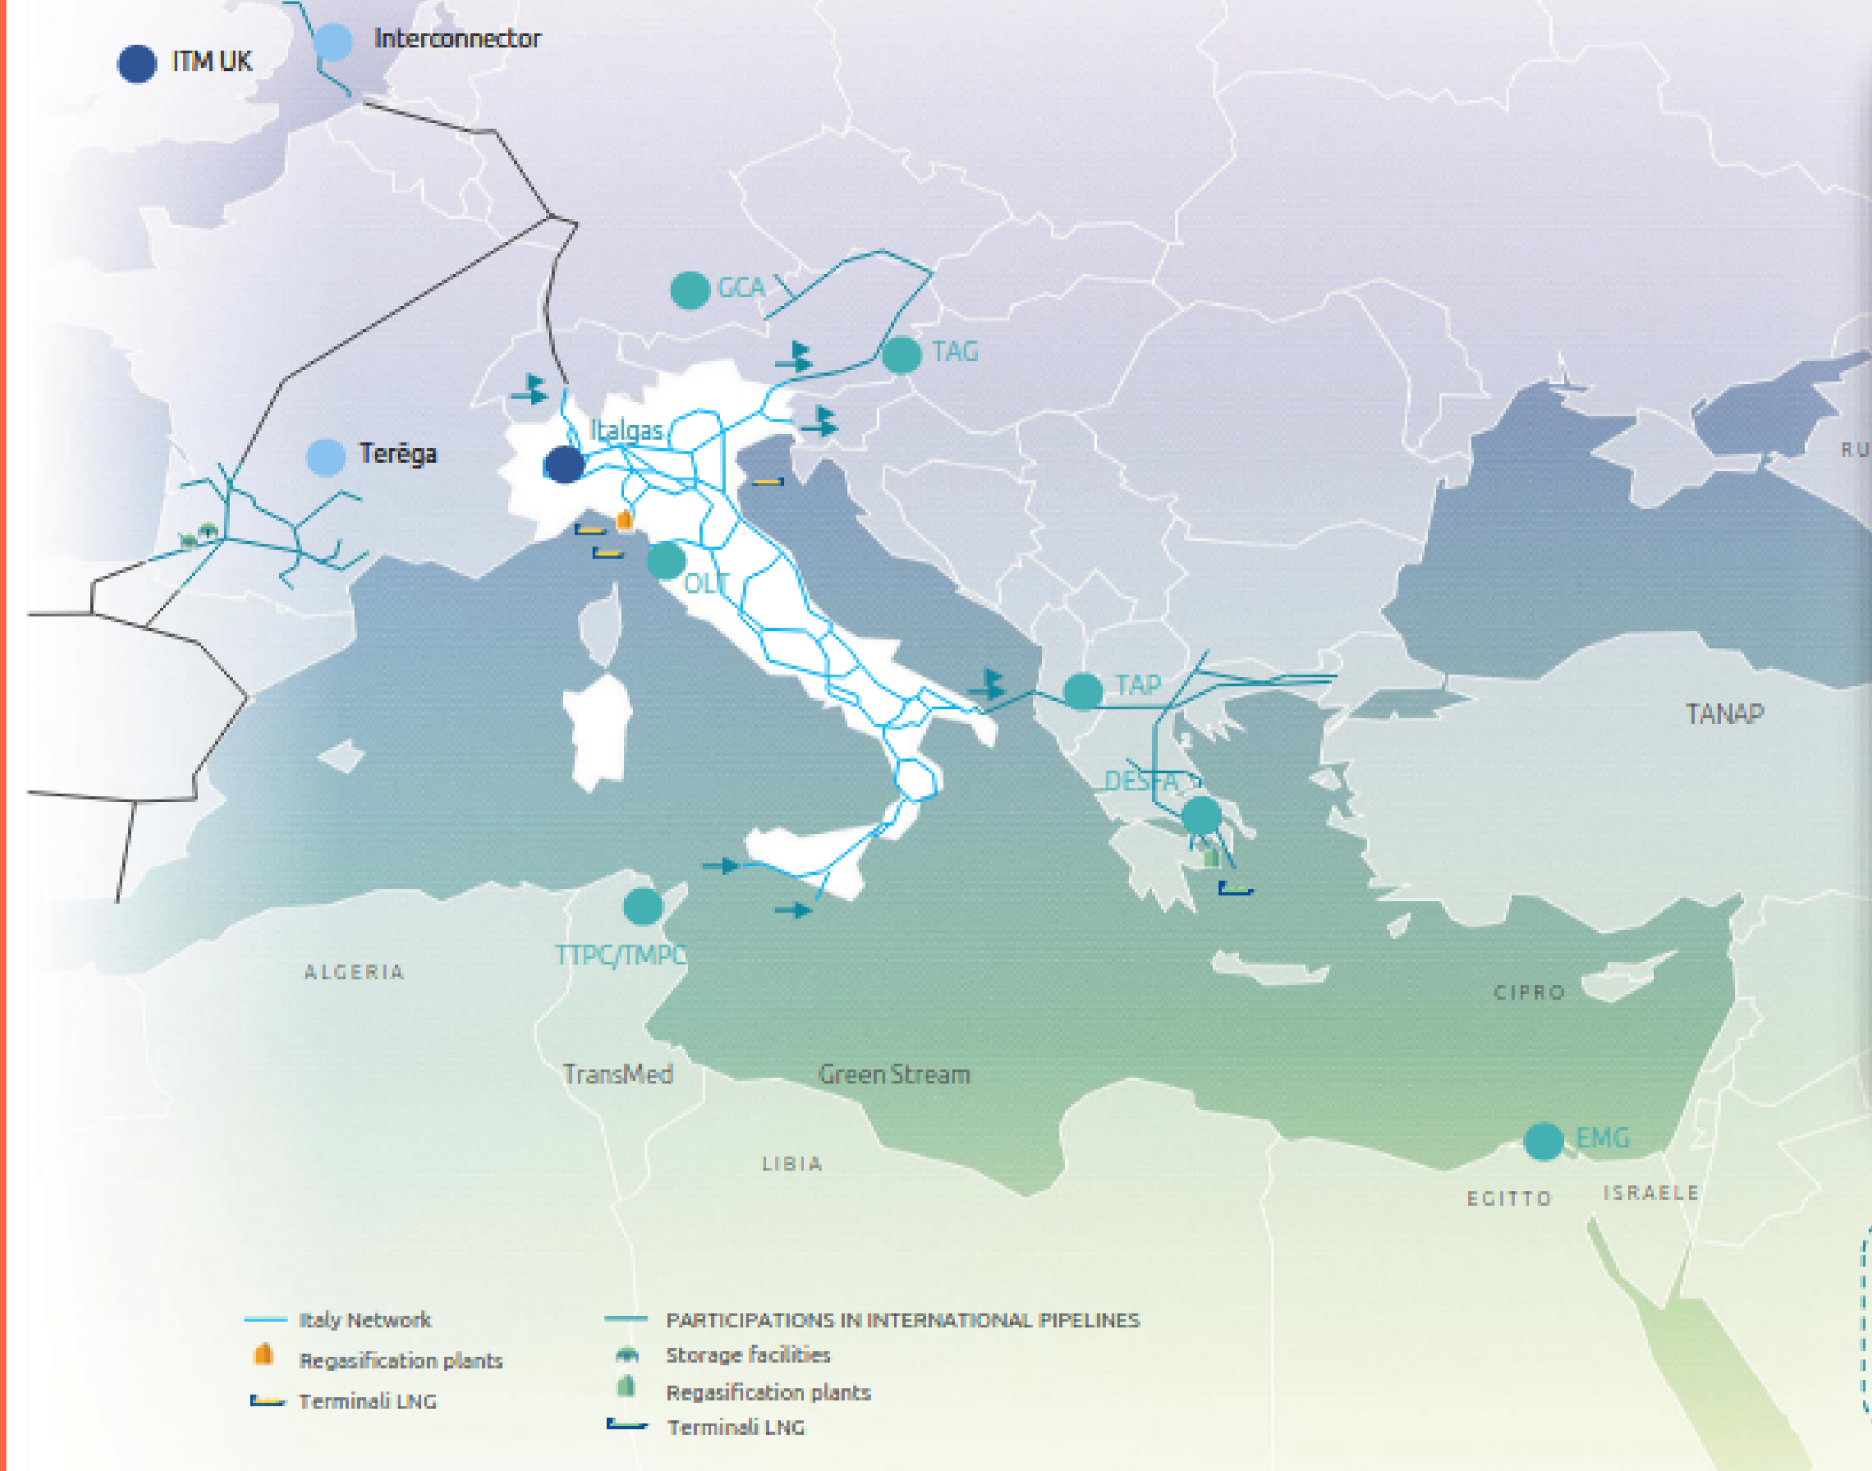 Interconnector
ITM UK
GCA
TAG
Italgas
Terēga
RU
OLT
TAP
TANAP
DESFA
TTPC/TMPC
ALGERIA
CIPRO
TransMed
Green Stream
EMG
LIBIA
EGITTO
ISRAELE
Italy Network
Regasification plants
Terminali LNG
PARTICIPATIONS IN INTERNATIONAL PIPELINES
Storage facilities
Regasification plants
Terminali LNG